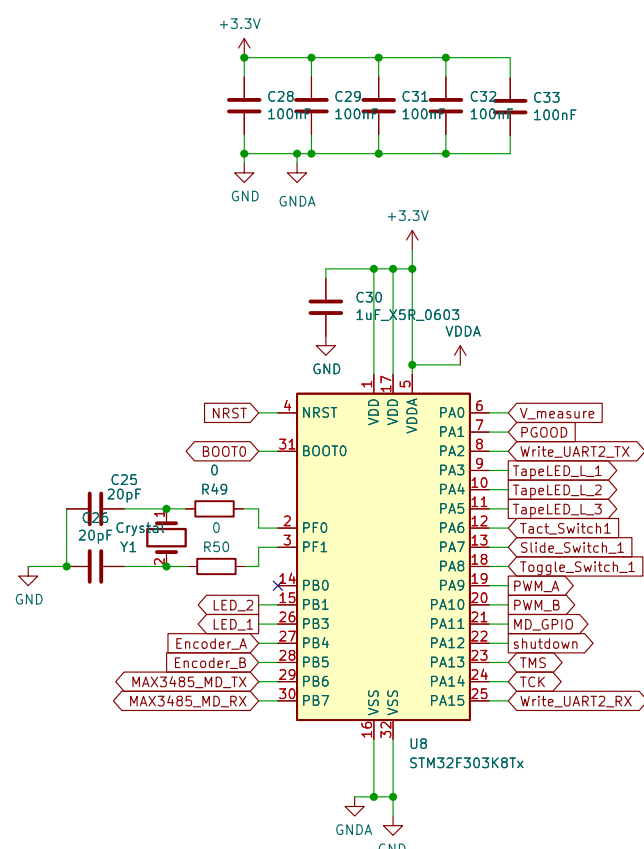 +3.3V
C28 C29 C31 C32 C33
100nF 100nF 100nF 100nF 100nF
GND
GNDA
+3.3V
C30
1uF_X5R_0603
GND
VDDA
1 17 5
VDD VDD VDDA
NRST 4 NRST PA0 6 V_measure
PA1 7 PGOOD
BOOT0 31 BOOT0 PA2 8 Write_UART2_TX
PA3 9 TapeLED_L_1
PA4 10 TapeLED_L_2
PA5 11 TapeLED_L_3
C25
20pF
C26
20pF
Crystal
Y1
1
2
0
R49
0
R50
GND
2 PF0 PA6 12 Tact_Switch1
3 PF1 PA7 13 Slide_Switch_1
PA8 18 Toggle_Switch_1
14 PB0 PA9 19 PWM_A
LED_2 15 PB1 PA10 20 PWM_B
LED_1 26 PB3 PA11 21 MD_GPIO
Encoder_A 27 PB4 PA12 22 shutdown
Encoder_B 28 PB5 PA13 23 TMS
MAX3485_MD_TX 29 PB6 PA14 24 TCK
MAX3485_MD_RX 30 PB7 PA15 25 Write_UART2_RX
VSS VSS
16 32
U8
STM32F303K8Tx
GNDA
GND